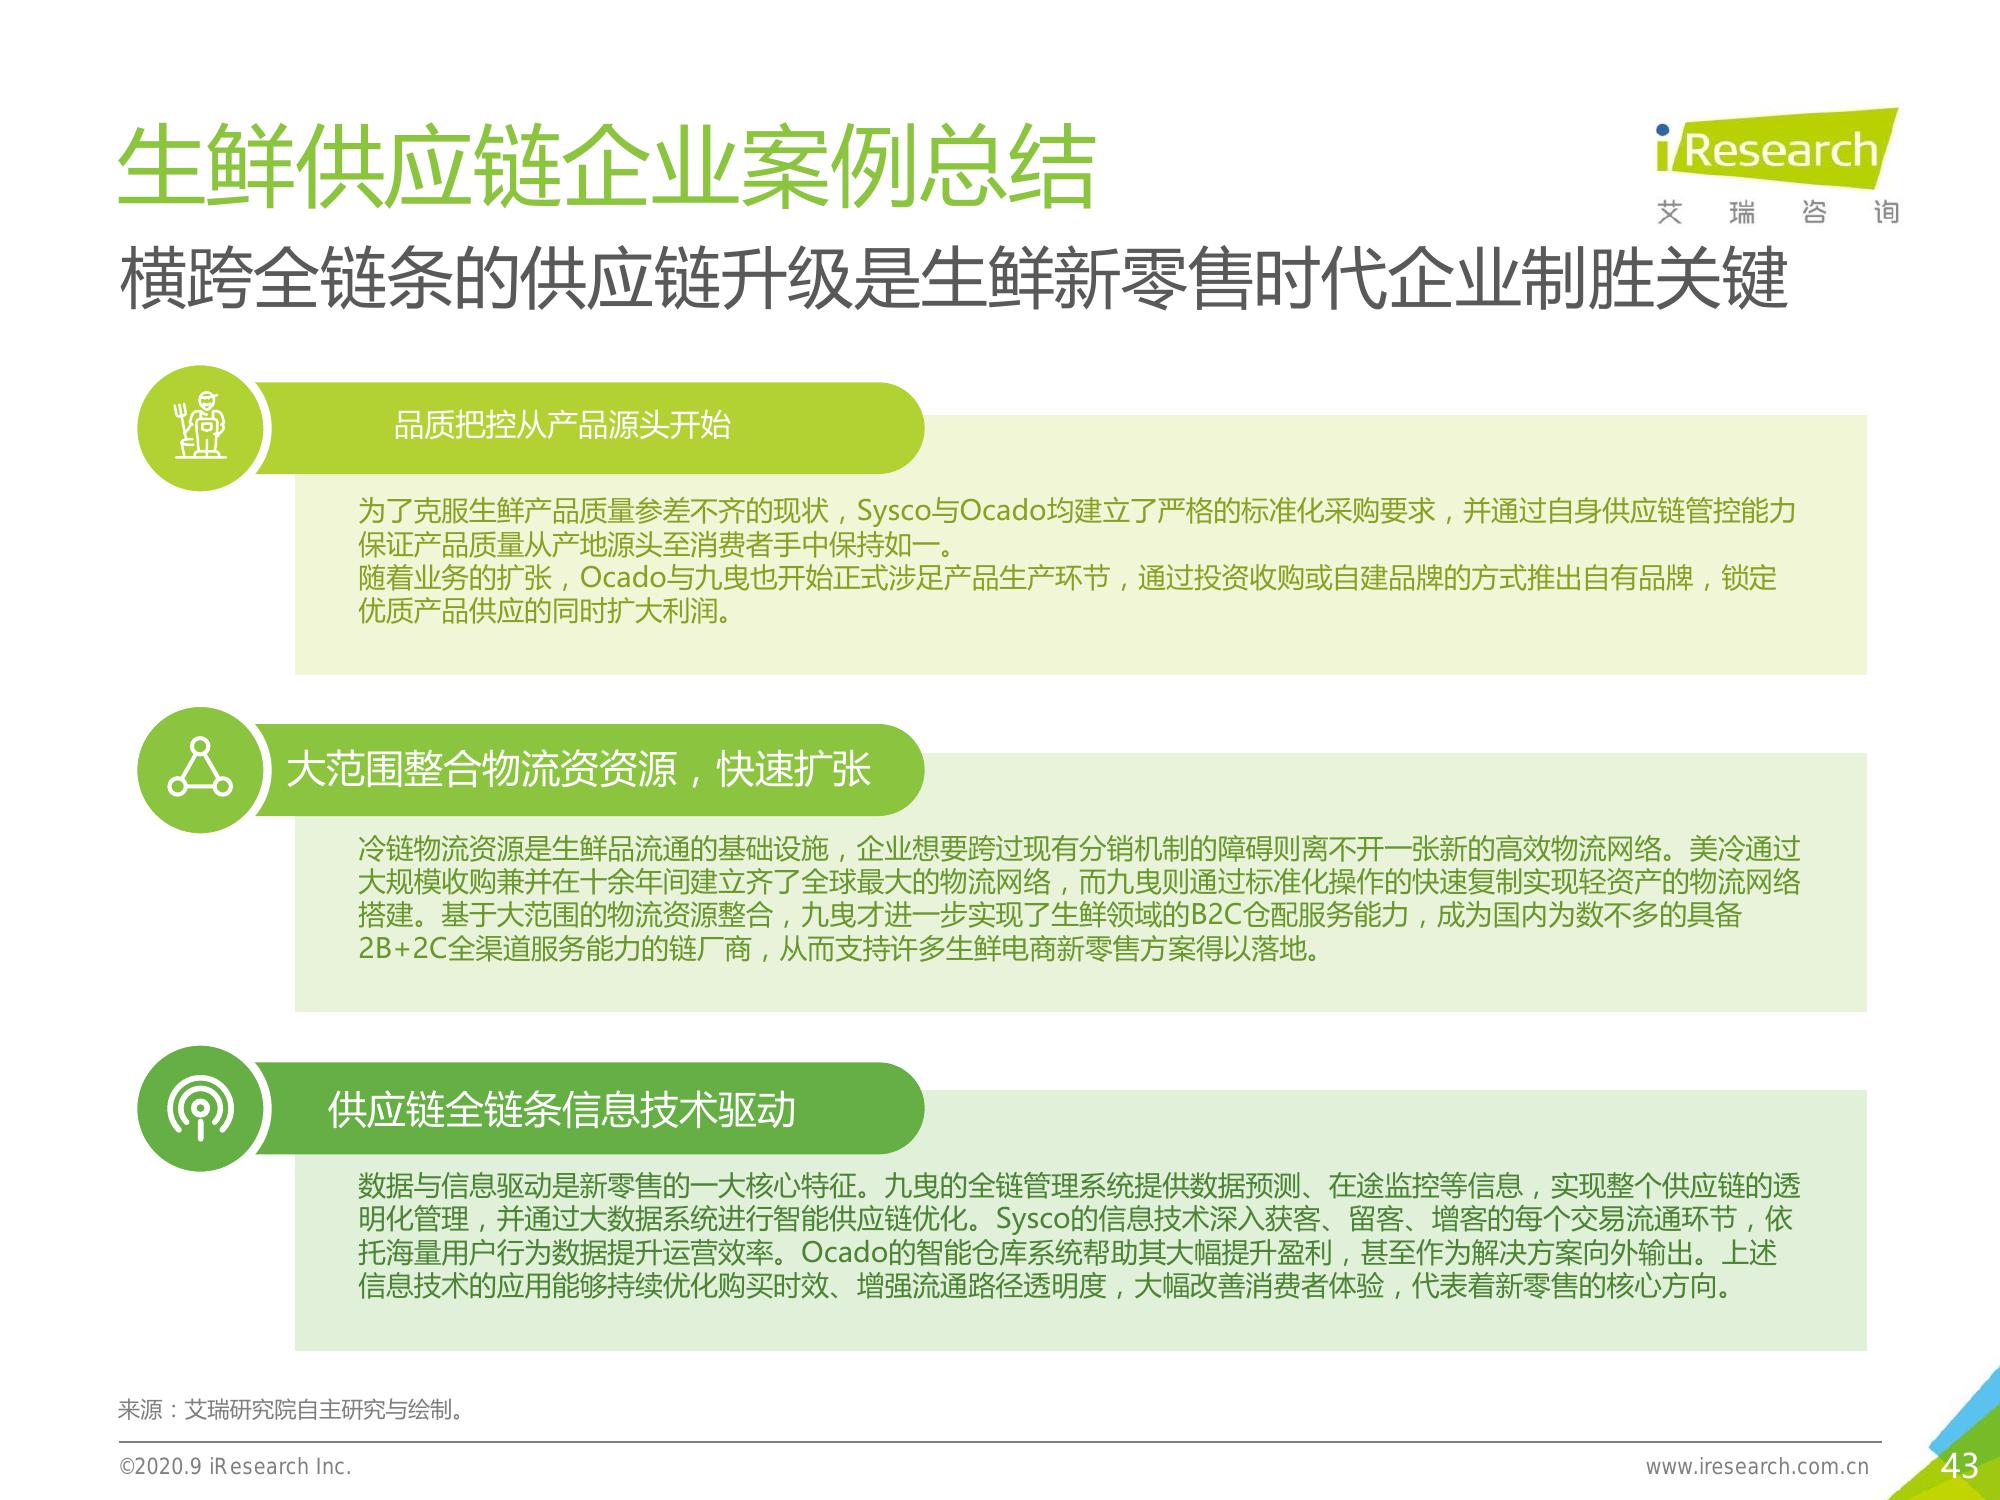 生鲜供应链企业案例总结
iResearch
艾瑞咨询
横跨全链条的供应链升级是生鲜新零售时代企业制胜关键
品质把控从产品源头开始
为了克服生鲜产品质量参差不齐的现状，Sysco与Ocado均建立了严格的标准化采购要求，并通过自身供应链管控能力
保证产品质量从产地源头至消费者手中保持如一。
随着业务的扩张，Ocado与九曳也开始正式涉足产品生产环节，通过投资收购或自建品牌的方式推出自有品牌，锁定
优质产品供应的同时扩大利润。
大范围整合物流资资源，快速扩张
冷链物流资源是生鲜品流通的基础设施，企业想要跨过现有分销机制的障碍则离不开一张新的高效物流网络。美冷通过
大规模收购兼并在十余年间建立齐了全球最大的物流网络，而九曳则通过标准化操作的快速复制实现轻资产的物流网络
搭建。基于大范围的物流资源整合，九曳才进一步实现了生鲜领域的B2C仓配服务能力，成为国内为数不多的具备
2B+2C全渠道服务能力的链厂商，从而支持许多生鲜电商新零售方案得以落地。
供应链全链条信息技术驱动
数据与信息驱动是新零售的一大核心特征。九曳的全链管理系统提供数据预测、在途监控等信息，实现整个供应链的透
明化管理，并通过大数据系统进行智能供应链优化。Sysco的信息技术深入获客、留客、增客的每个交易流通环节，依
托海量用户行为数据提升运营效率。Ocado的智能仓库系统帮助其大幅提升盈利，甚至作为解决方案向外输出。上述
信息技术的应用能够持续优化购买时效、增强流通路径透明度，大幅改善消费者体验，代表着新零售的核心方向。
来源：艾瑞研究院自主研究与绘制。
©2020.9 iResearch Inc.
www.iresearch.com.cn
43